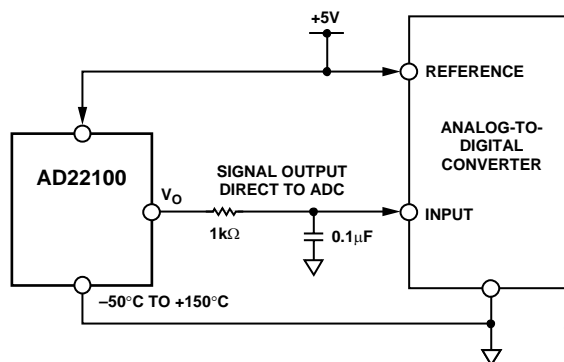 +5V
REFERENCE
ANALOG-TO-
DIGITAL
CONVERTER
AD22100
V_O
SIGNAL OUTPUT
DIRECT TO ADC
INPUT
1kΩ
0.1μF
–50°C TO +150°C